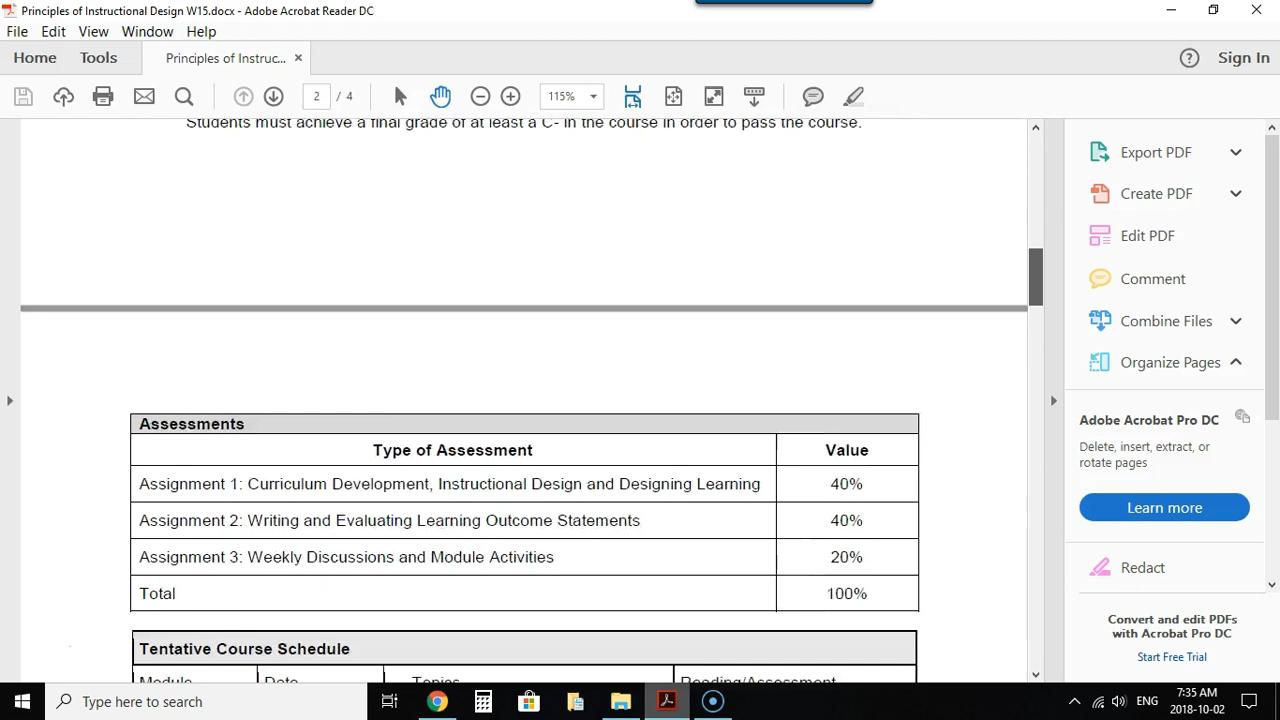 Principles of Instructional Design W15.docx - Adobe Acrobat Reader DC
File Edit View Window Help
Home Tools Principles of Instruc... × Sign In
2 / 4 115%
Students must achieve a final grade of at least a C- in the course in order to pass the course.
Assessments
Type of Assessment Value
Assignment 1: Curriculum Development, Instructional Design and Designing Learning 40%
Assignment 2: Writing and Evaluating Learning Outcome Statements 40%
Assignment 3: Weekly Discussions and Module Activities 20%
Total 100%
Tentative Course Schedule
Module Date Topics Reading/Assessment
Export PDF
Create PDF
Edit PDF
Comment
Combine Files
Organize Pages
Adobe Acrobat Pro DC
Delete, insert, extract, or
rotate pages
Learn more
Redact
Convert and edit PDFs
with Acrobat Pro DC
Start Free Trial
Type here to search
ENG
7:35 AM
2018-10-02